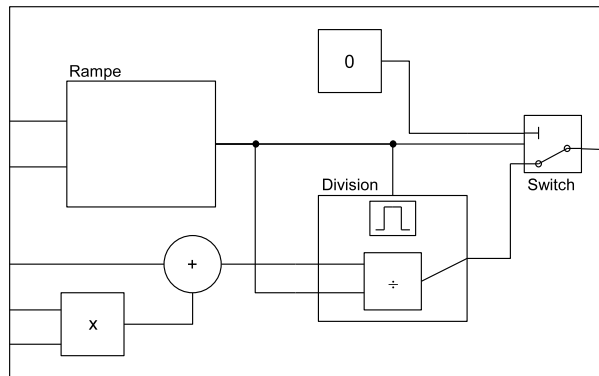 0
Rampe
Division
Switch
+
÷
x